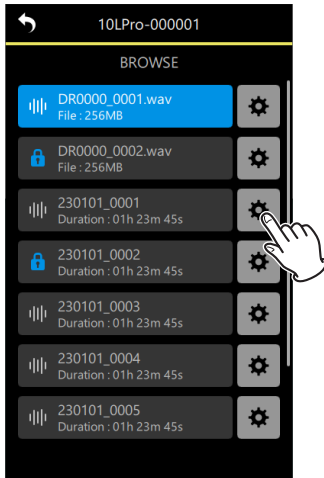 10LPro-000001
BROWSE
DR0000_0001.wav
File : 256MB
DR0000_0002.wav
File : 256MB
230101_0001
Duration : 01h 23m 45s
230101_0002
Duration : 01h 23m 45s
230101_0003
Duration : 01h 23m 45s
230101_0004
Duration : 01h 23m 45s
230101_0005
Duration : 01h 23m 45s